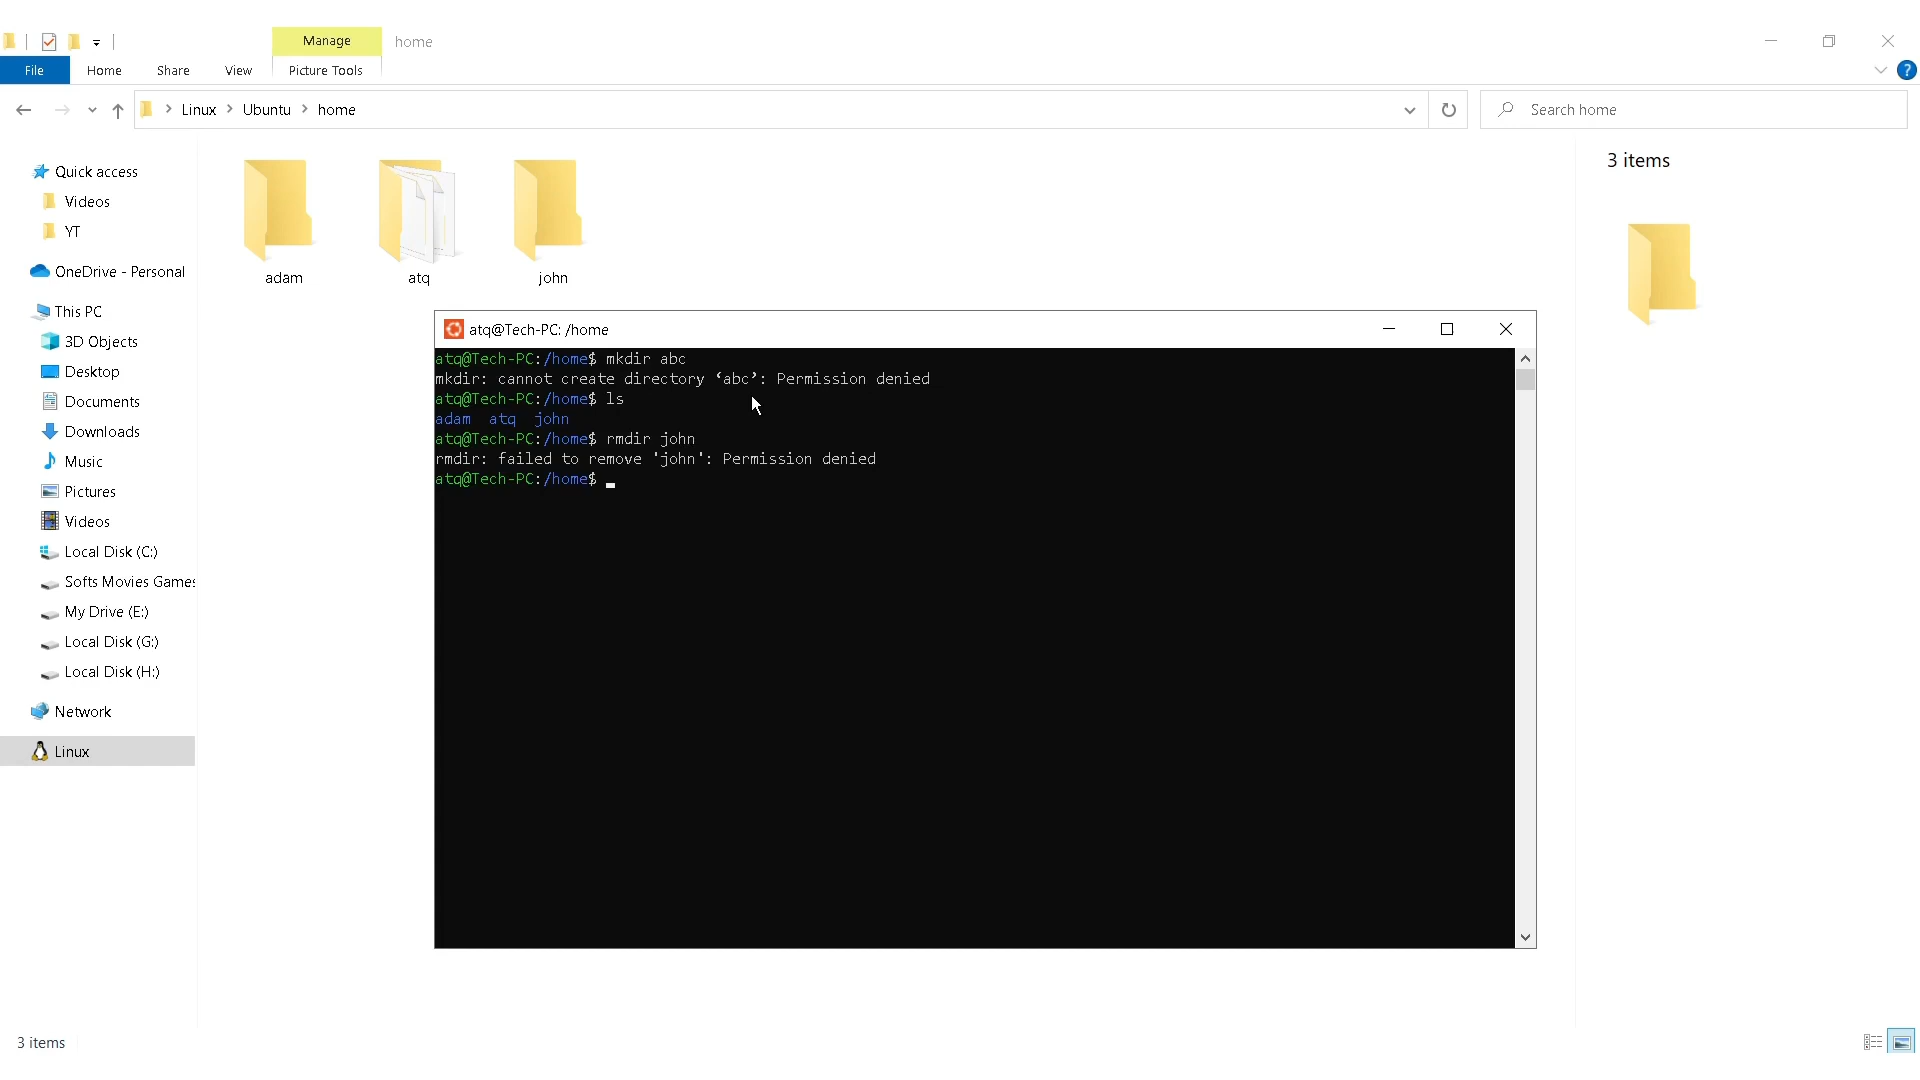 Manage
home
File
Home
Share
View
Picture Tools
?
Linux
Ubuntu
home
Search home
Quick access
Videos
YT
OneDrive - Personal
This PC
3D Objects
Desktop
Documents
Downloads
Music
Pictures
Videos
Local Disk (C:)
Softs Movies Games
My Drive (E:)
Local Disk (G:)
Local Disk (H:)
Network
Linux
adam
atq
john
3 items
atq@Tech-PC: /home
atq@Tech-PC:/home$ mkdir abc
mkdir: cannot create directory ‘abc’: Permission denied
atq@Tech-PC:/home$ ls
adam atq john
atq@Tech-PC:/home$ rmdir john
rmdir: failed to remove 'john': Permission denied
atq@Tech-PC:/home$
3 items